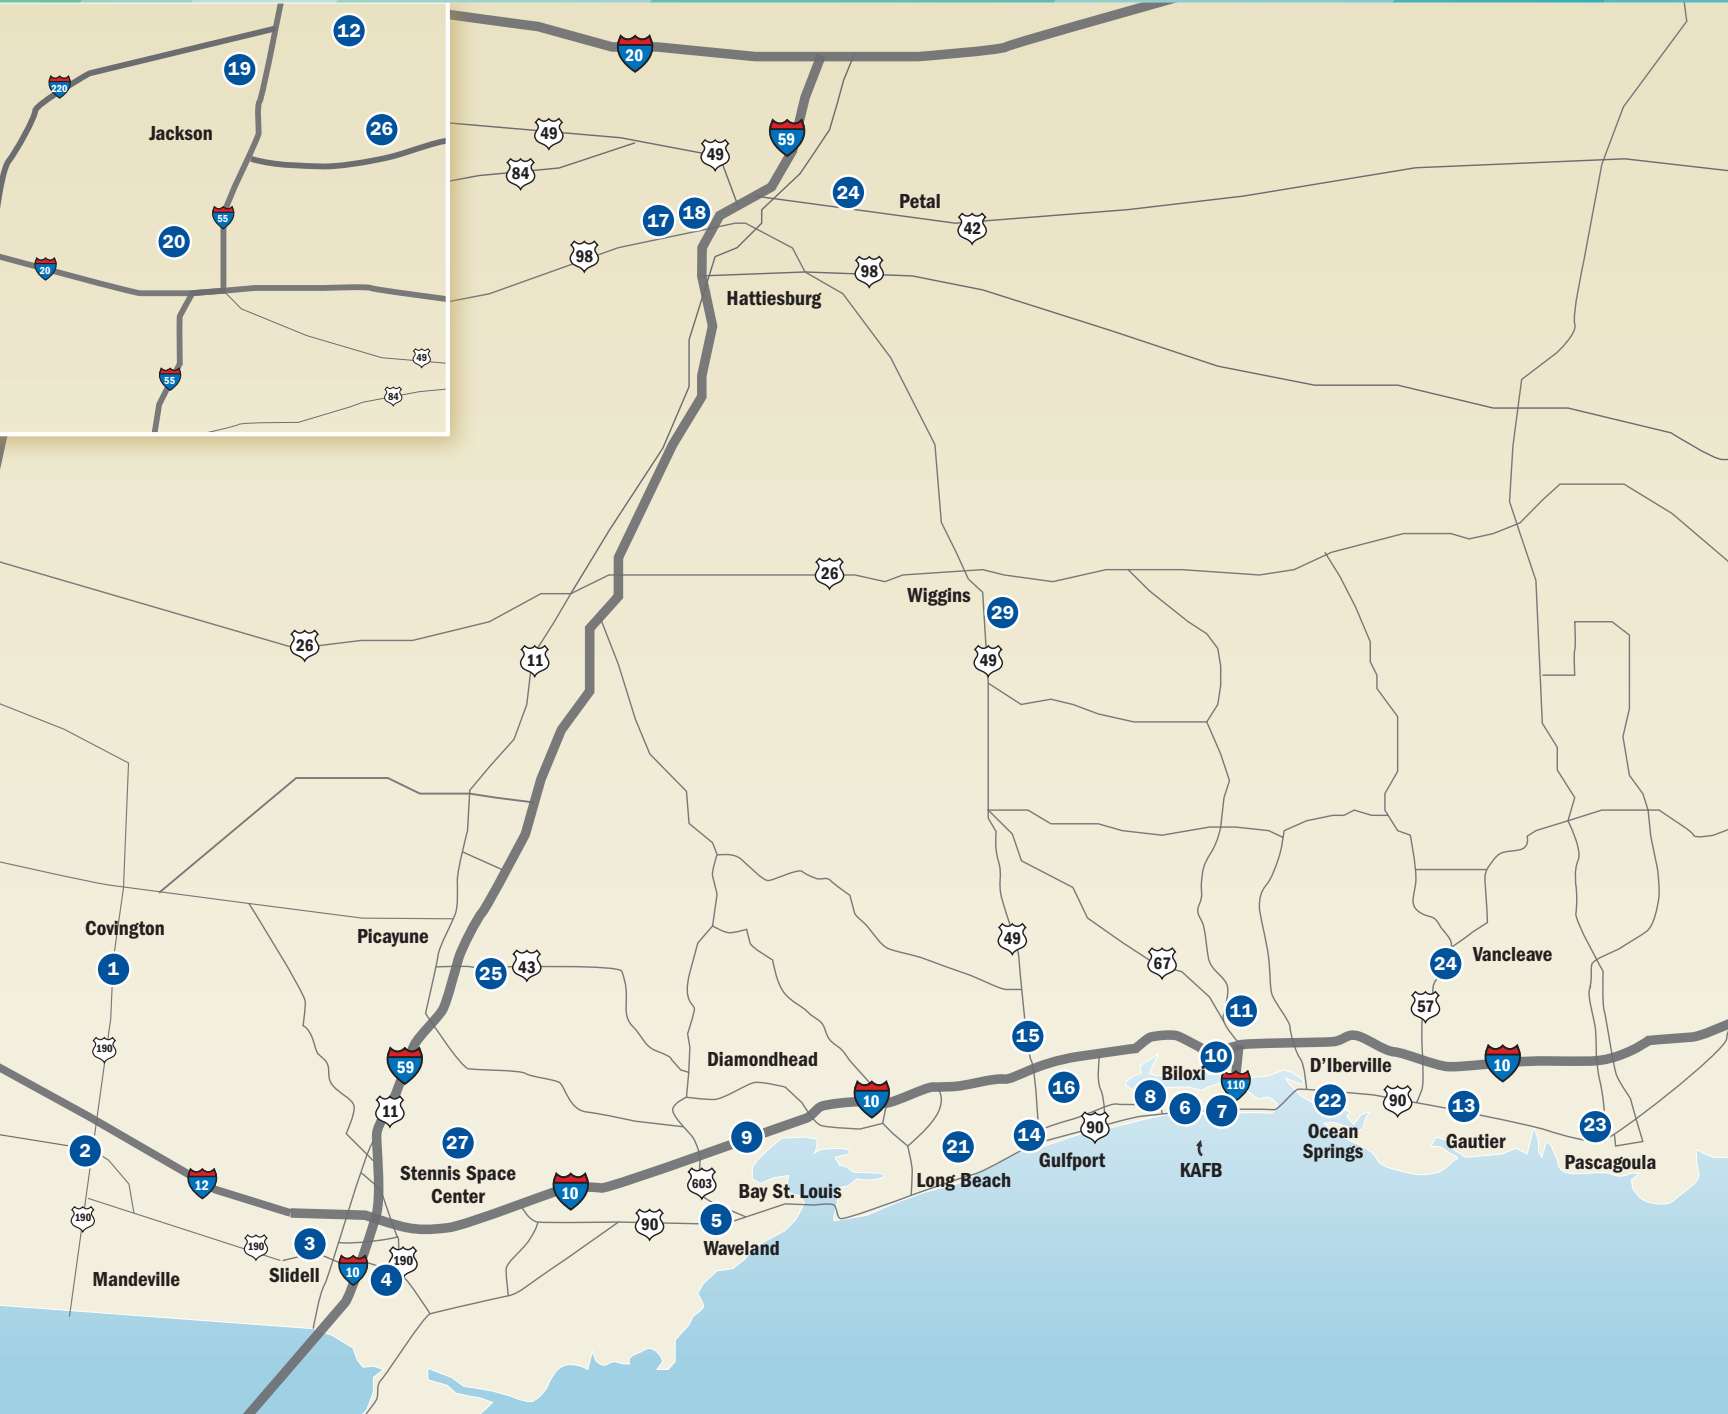 12
19
220
26
Jackson
55
20
20
49
55
84
20
59
49
49
84
24
Petal
17
18
42
98
98
Hattiesburg
26
Wiggins
29
26
11
49
Covington
Picayune
1
25
43
49
67
24
Vancleave
57
11
15
190
59
Diamondhead
10
D'Iberville
10
Biloxi
110
16
8
6
7
22
90
13
10
11
27
Stennis Space
Center
9
14
90
Gulfport
KAFB
Ocean
Springs
Gautier
23
Pascagoula
2
12
10
603
21
Long Beach
Bay St. Louis
190
190
3
Slidell
10
190
4
90
5
Waveland
Mandeville